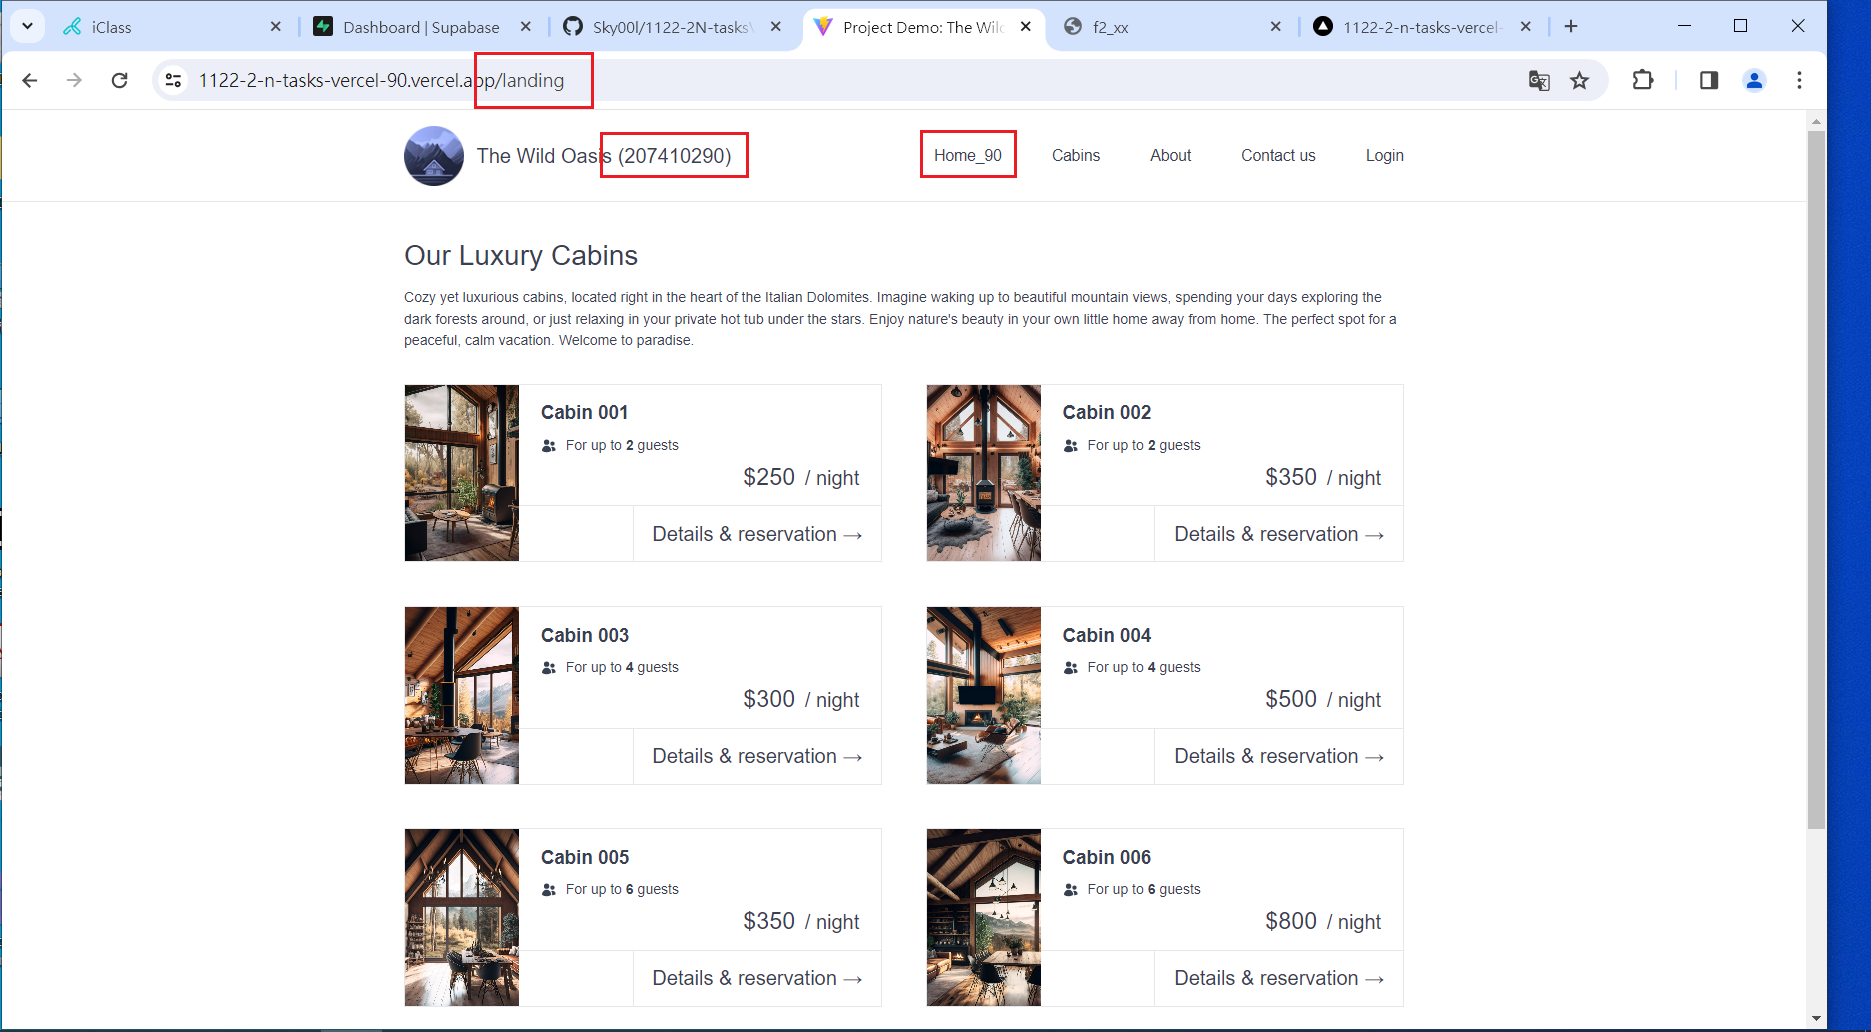 iClass
Dashboard | Supabase
Sky00l/1122-2N-tasks
Project Demo: The Wil
f2_xx
1122-2-n-tasks-vercel-
1122-2-n-tasks-vercel-90.vercel.app/landing
The Wild Oasis (207410290)
Home_90
Cabins
About
Contact us
Login
Our Luxury Cabins
Cozy yet luxurious cabins, located right in the heart of the Italian Dolomites. Imagine waking up to beautiful mountain views, spending your days exploring the
dark forests around, or just relaxing in your private hot tub under the stars. Enjoy nature's beauty in your own little home away from home. The perfect spot for a
peaceful, calm vacation. Welcome to paradise.
Cabin 001
For up to 2 guests
$250 / night
Details & reservation →
Cabin 002
For up to 2 guests
$350 / night
Details & reservation →
Cabin 003
For up to 4 guests
$300 / night
Details & reservation →
Cabin 004
For up to 4 guests
$500 / night
Details & reservation →
Cabin 005
For up to 6 guests
$350 / night
Details & reservation →
Cabin 006
For up to 6 guests
$800 / night
Details & reservation →